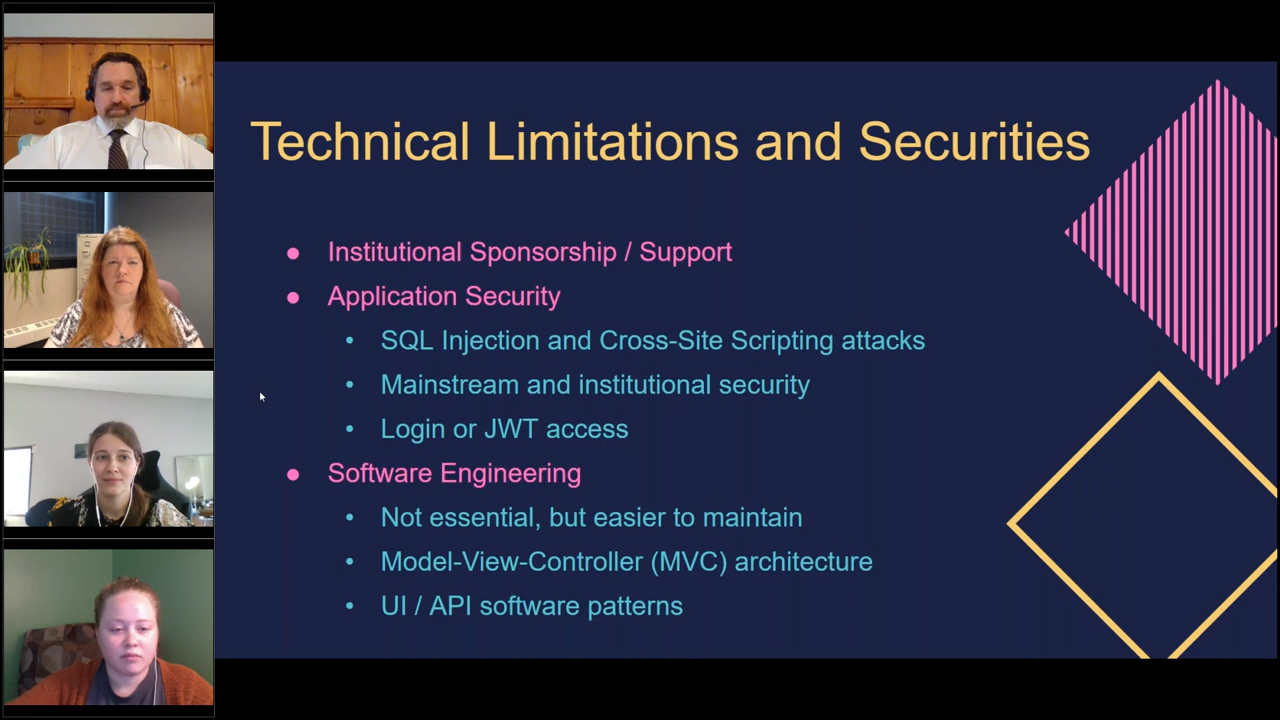 Technical Limitations and Securities
Institutional Sponsorship / Support
Application Security
SQL Injection and Cross-Site Scripting attacks
Mainstream and institutional security
Login or JWT access
Software Engineering
Not essential, but easier to maintain
Model-View-Controller (MVC) architecture
UI / API software patterns